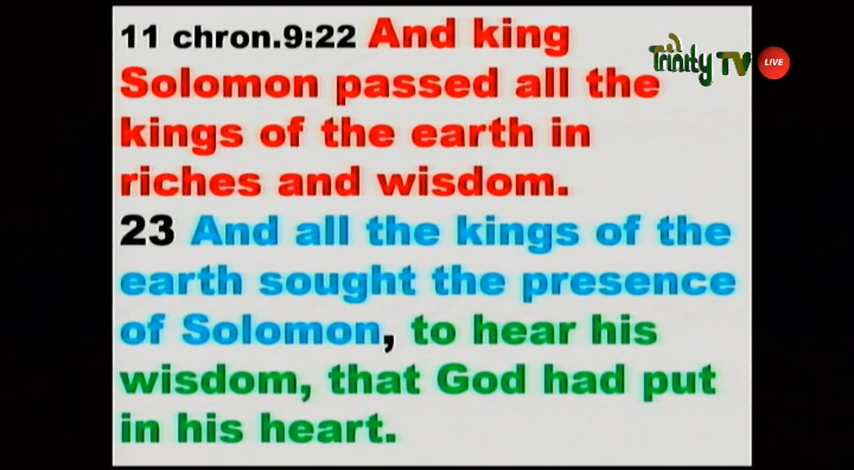 11 chron.9:22 And king
Solomon passed all the
kings of the earth in
riches and wisdom.
23 And all the kings of the
earth sought the presence
of Solomon, to hear his
wisdom, that God had put
in his heart.
Trinity TV
LIVE